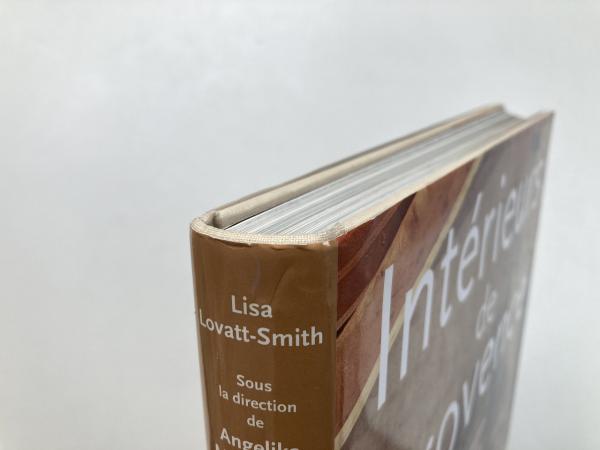 Lisa
Lovatt-Smith
Sous
la direction
de
Intérieurs
de